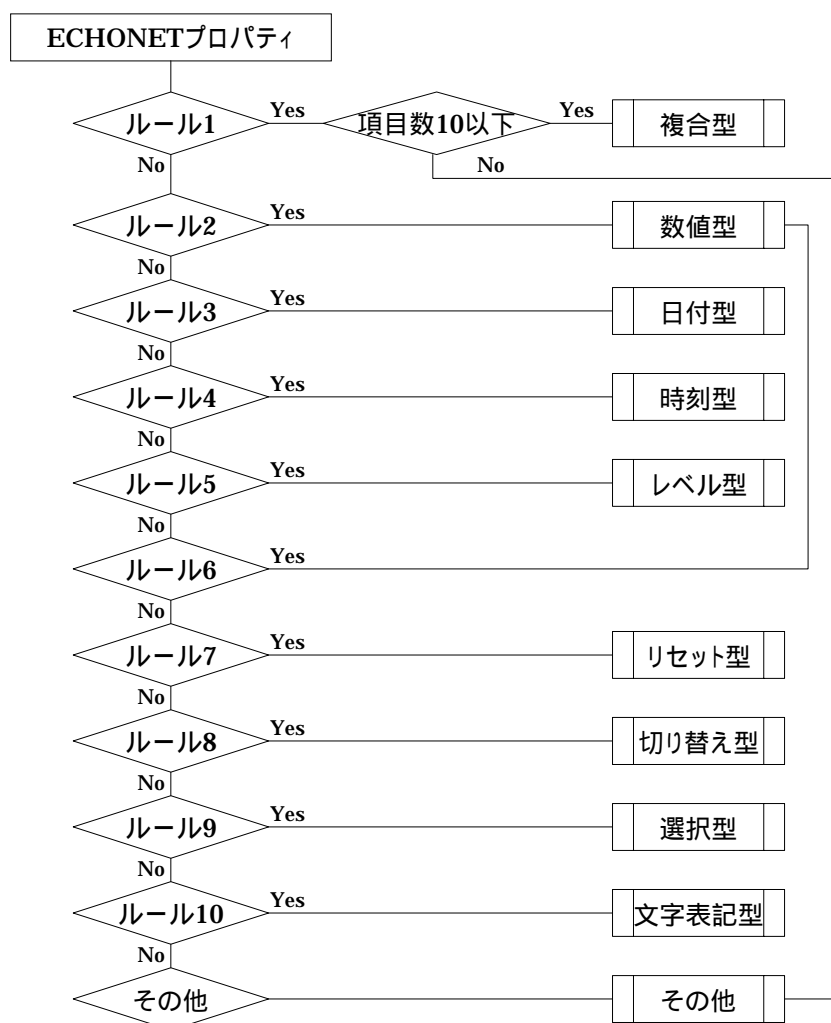 ECHONETプロパティ
ルール1
Yes
項目数10以下
Yes
複合型
No
No
ルール2
Yes
数値型
No
ルール3
Yes
日付型
No
ルール4
Yes
時刻型
No
ルール5
Yes
レベル型
No
ルール6
Yes
No
ルール7
Yes
リセット型
No
ルール8
Yes
切り替え型
No
ルール9
Yes
選択型
No
ルール10
Yes
文字表記型
No
その他
その他